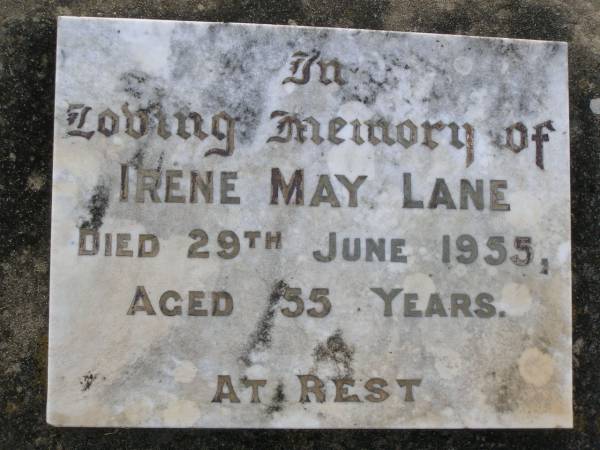 In
Loving Memory of
IRENE MAY LANE
DIED 29TH JUNE 1955,
AGED 55 YEARS.
AT REST